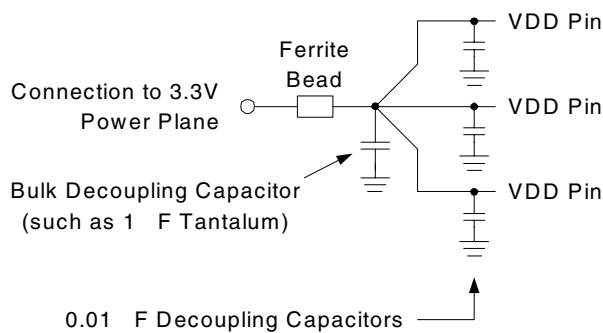 Ferrite
Bead
VDD Pin
Connection to 3.3V
Power Plane
VDD Pin
Bulk Decoupling Capacitor
(such as 1 F Tantalum)
VDD Pin
0.01 F Decoupling Capacitors